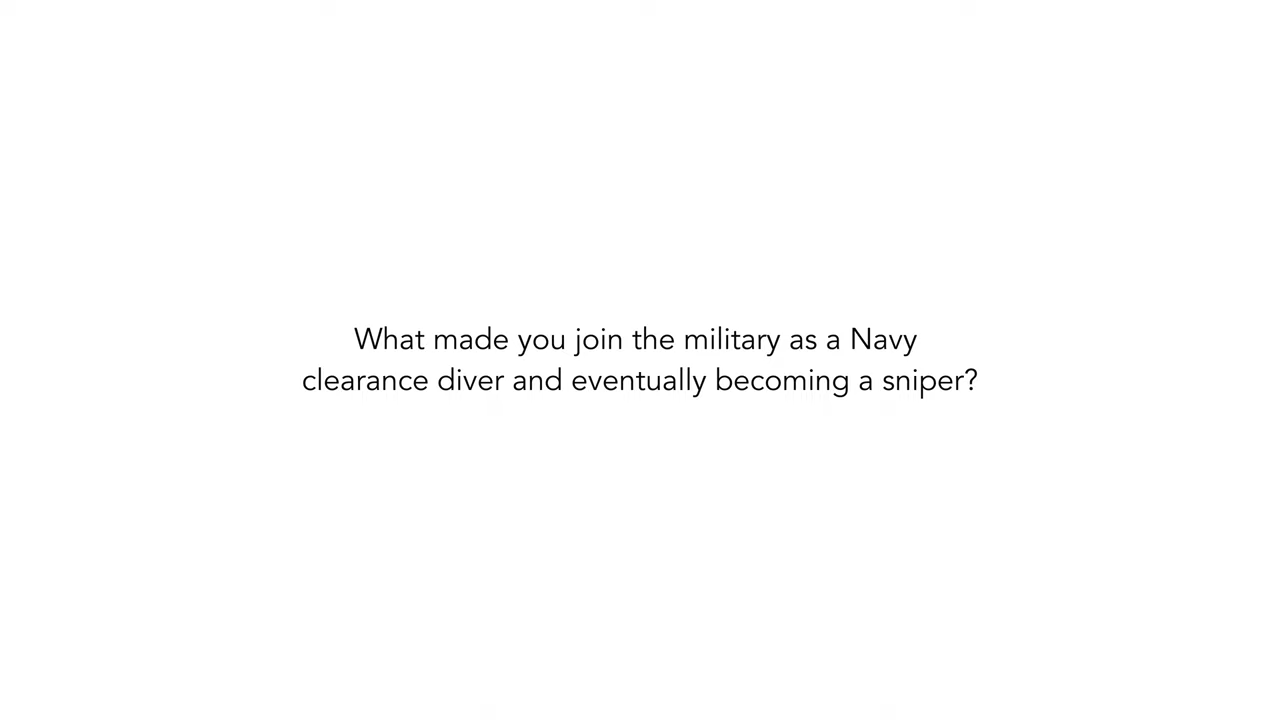 What made you join the military as a Navy
clearance diver and eventually becoming a sniper?